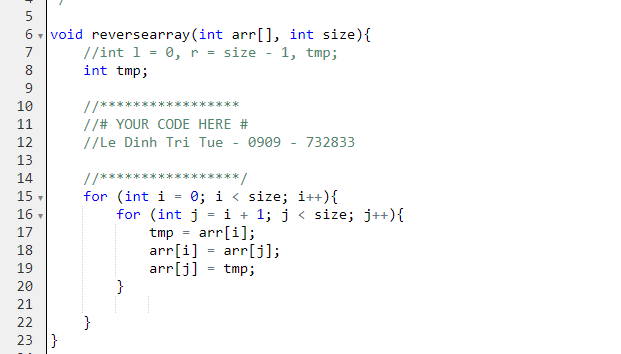 5
6 void reversearray(int arr[], int size){
7 //int l = 0, r = size - 1, tmp;
8 int tmp;
9
10 //*****************
11 //# YOUR CODE HERE #
12 //Le Dinh Tri Tue - 0909 - 732833
13
14 //*****************/
15 for (int i = 0; i < size; i++){
16 for (int j = i + 1; j < size; j++){
17 tmp = arr[i];
18 arr[i] = arr[j];
19 arr[j] = tmp;
20 }
21
22 }
23 }